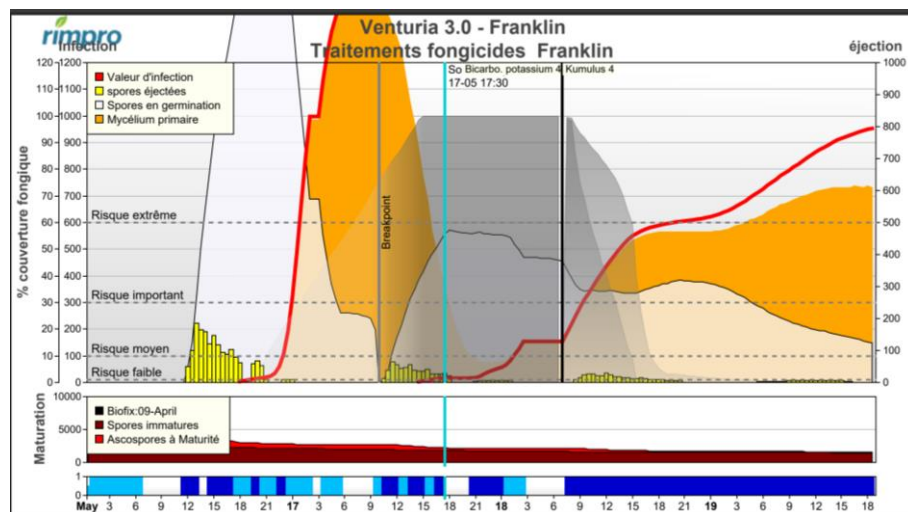 rimpro
Venturia 3.0 - Franklin
Traitements fongicides Franklin
Infection
éjection
So Bicarbo. potassium 4 Kumulus 4
17-05 17:30
120 1200
110 1100
100 1000
90 900
80 800
70 700
60 600
50 500
40 400
30 300
20 200
10 100
0 0
1000
900
800
700
600
500
400
300
200
100
0
% couverture fongique
Valeur d'infection
spores éjectées
Spores en germination
Mycélium primaire
Risque extrême
Risque important
Risque moyen
Risque faible
Breakpoint
Maturation
10000
5000
0
Biofix:09-April
Spores immatures
Ascospores à Maturité
1
0
May 3 6 9 12 15 18 21 17 3 6 9 12 15 18 21 18 3 6 9 12 15 18 21 19 3 6 9 12 15 18